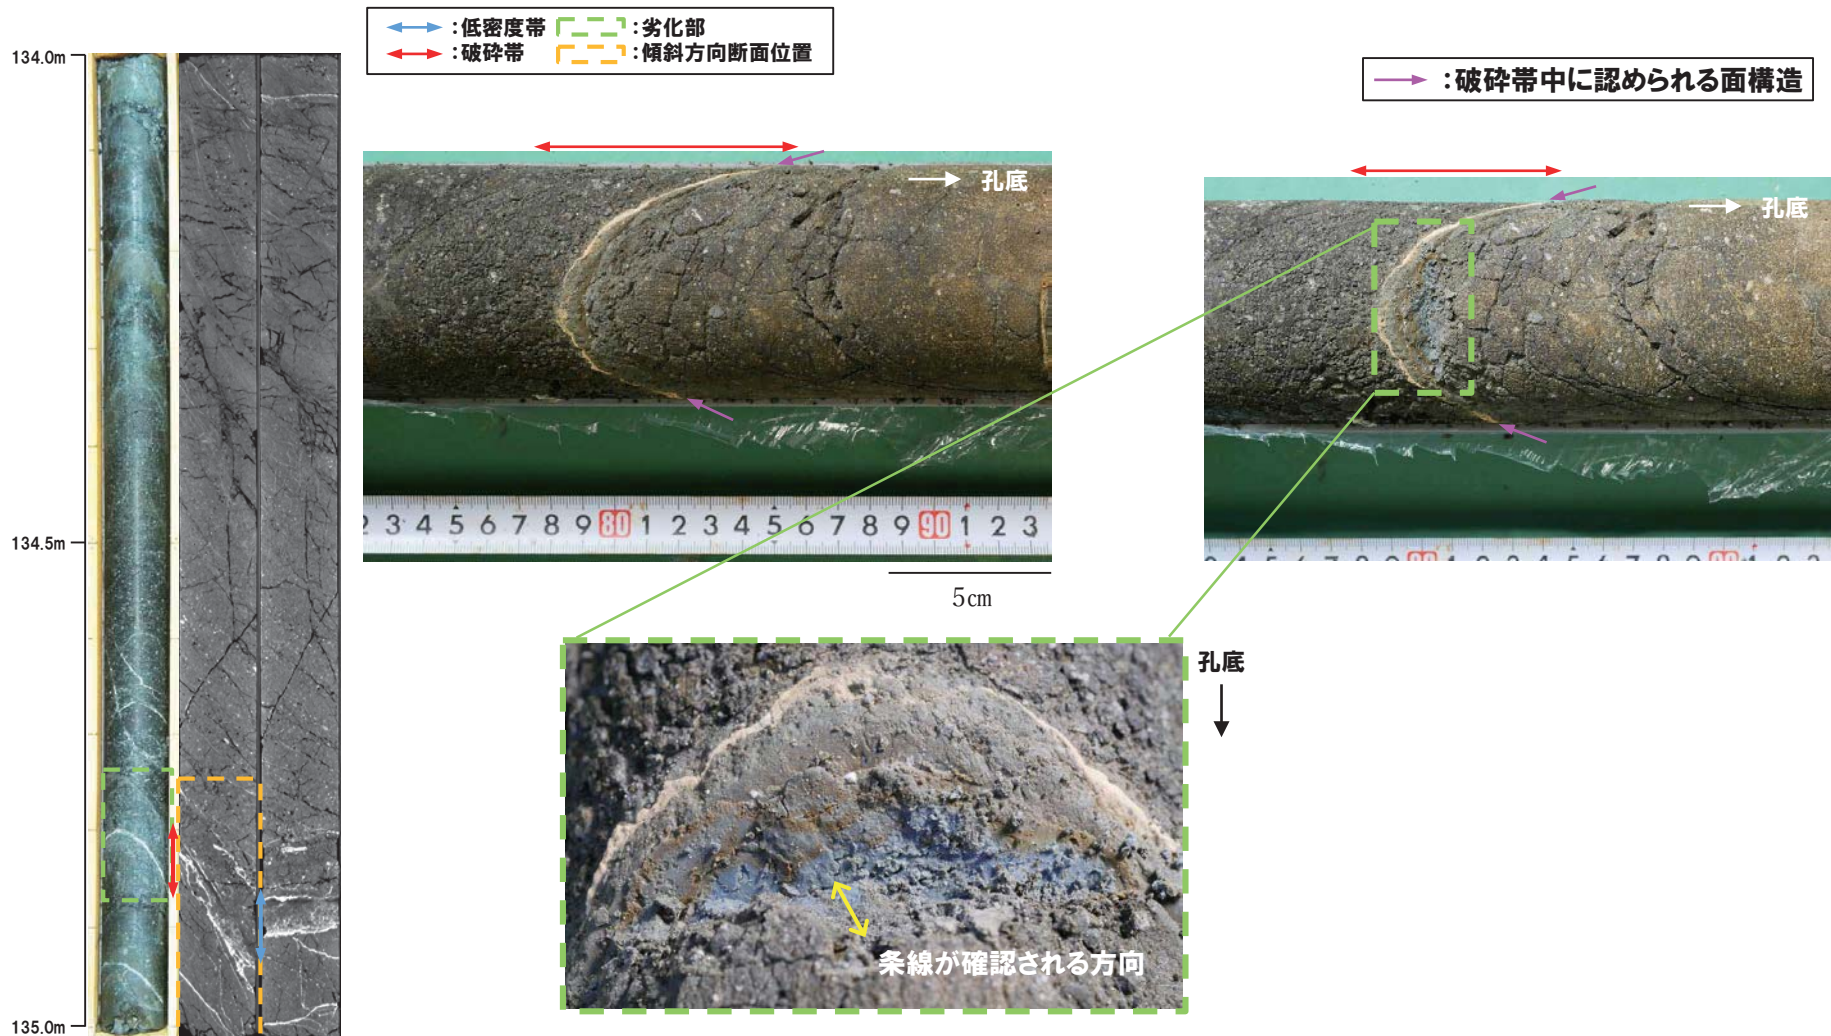 :低密度帯
:劣化部
:破砕帯
:傾斜方向断面位置
:破砕帯中に認められる面構造
134.0m
134.5m
135.0m
孔底
孔底
2 3 4 5 6 7 8 9 80 1 2 3 4 5 6 7 8 9 90 1 2 3
5cm
孔底
条線が確認される方向